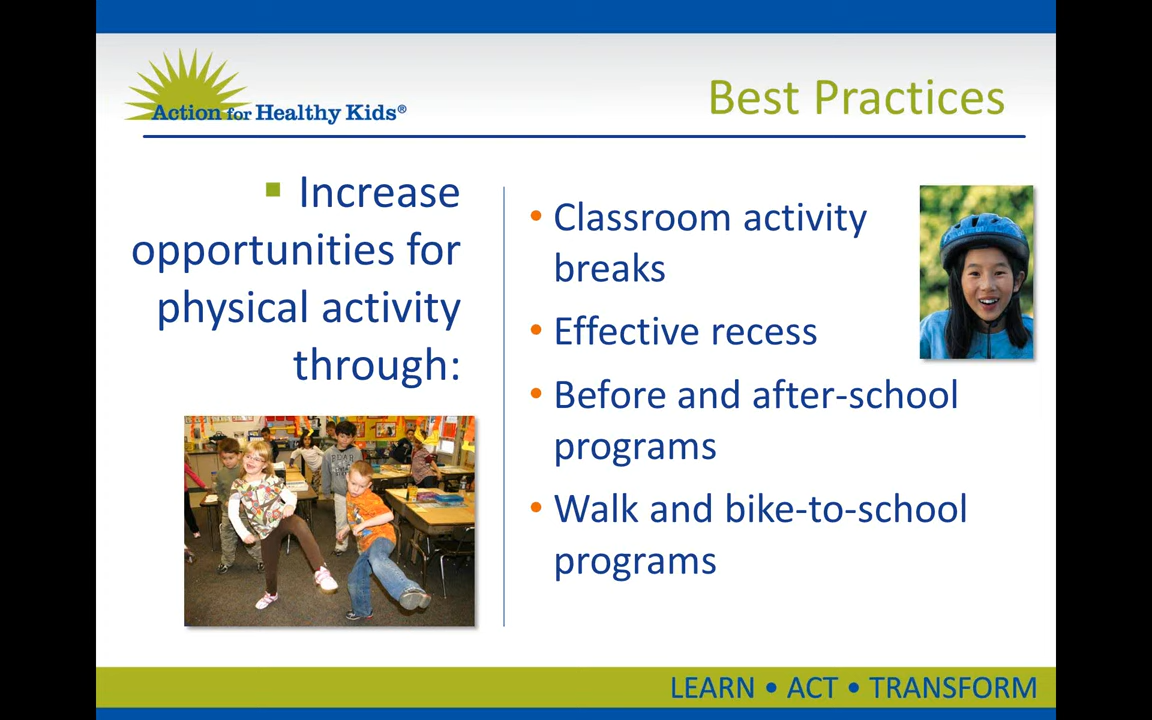 Action for Healthy Kids®
Best Practices
▪ Increase
opportunities for
physical activity
through:
• Classroom activity
breaks
• Effective recess
• Before and after-school
programs
• Walk and bike-to-school
programs
LEARN • ACT • TRANSFORM